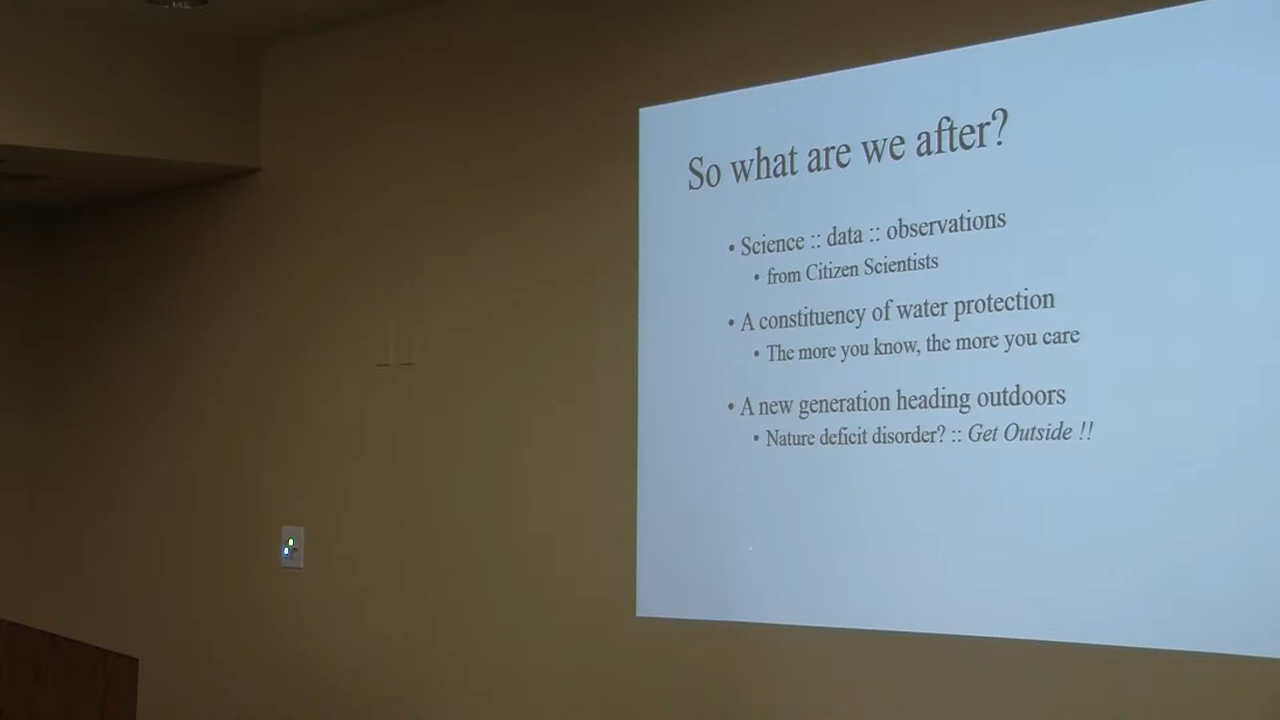 So what are we after?
• Science :: data :: observations
• from Citizen Scientists
• A constituency of water protection
• The more you know, the more you care
• A new generation heading outdoors
• Nature deficit disorder? :: Get Outside !!